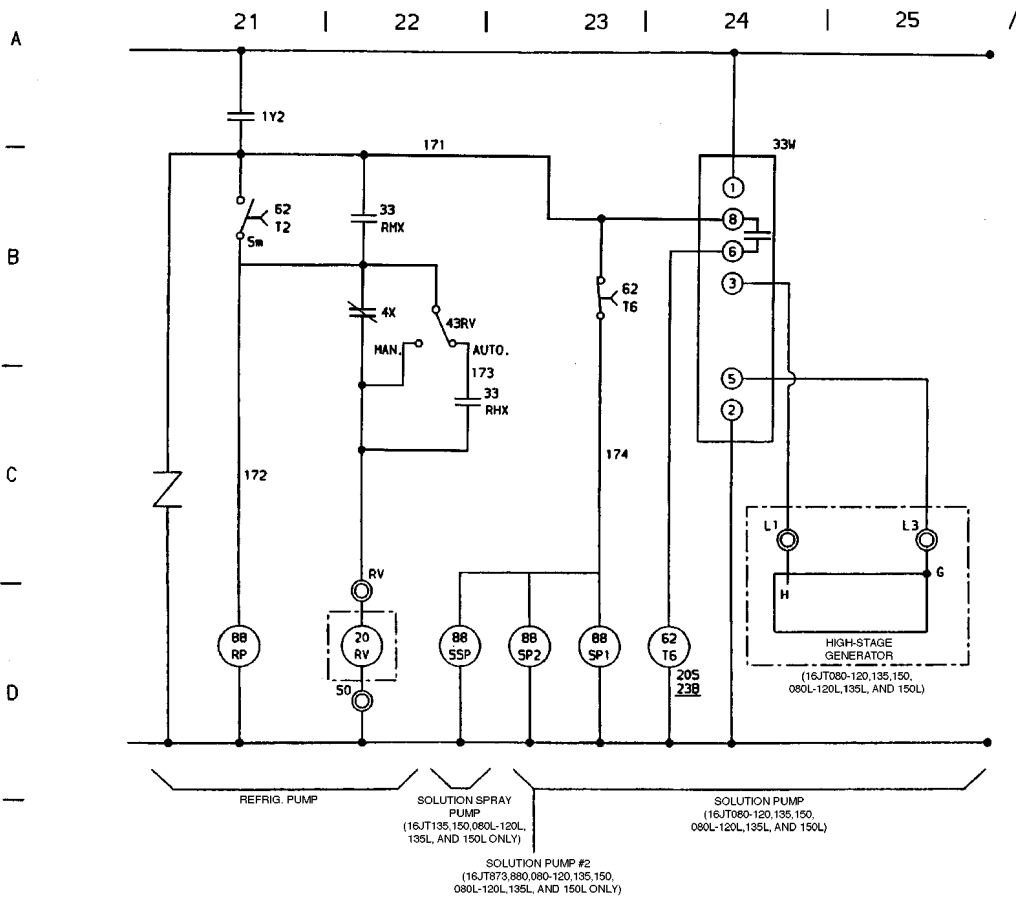 21 | 22 | 23 | 24 | 25 /
A
1Y2
171
33W
1
62
T2
5m
33
RMX
8
B
6
3
62
T6
4X
43RV
MAN.
AUTO.
173
5
33
RHX
2
174
C
172
L1
L3
RV
G
H
88
RP
20
RV
88
SSP
88
SP2
88
SP1
62
T6
HIGH-STAGE
GENERATOR
(16JT080-120,135,150,
080L-120L,135L, AND 150L)
205
23B
SO
D
REFRIG. PUMP
SOLUTION SPRAY
PUMP
(16JT135,150,080L-120L,
135L, AND 150L ONLY)
SOLUTION PUMP
(16JT080-120,135,150,
080L-120L,135L, AND 150L)
SOLUTION PUMP #2
(16JT873,880,080-120,135,150,
080L-120L,135L, AND 150L ONLY)